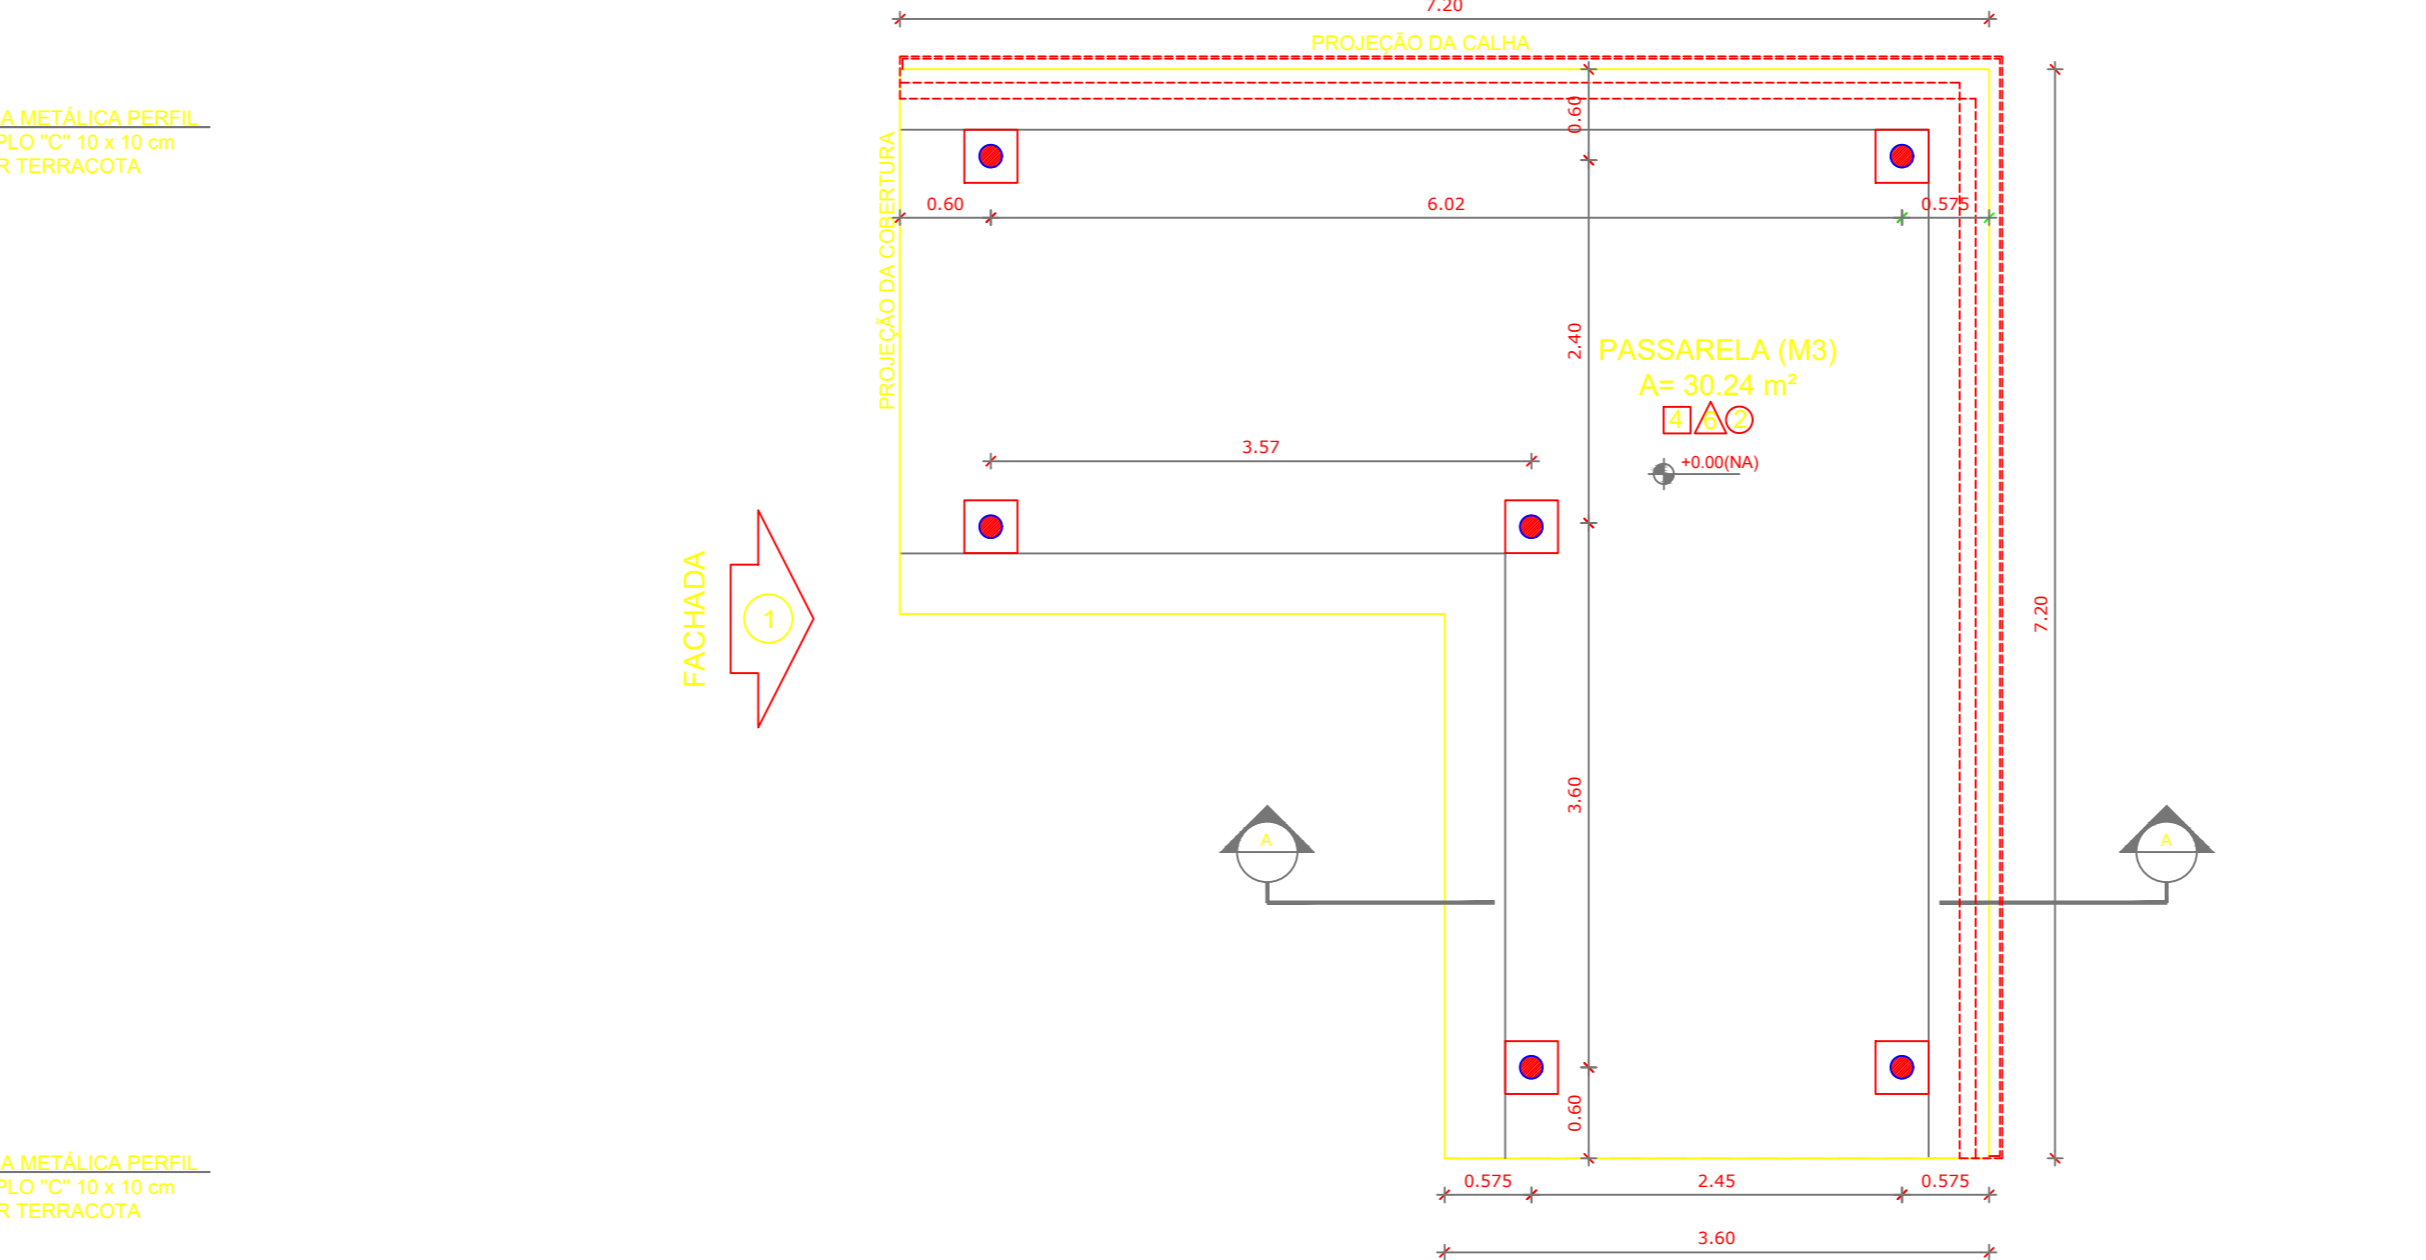 7.20
PROJEÇÃO DA CALHA
A METÁLICA PERFIL
PLO "C" 10 x 10 cm
R TERRACOTA
0.60
PROJEÇÃO DA COBERTURA
0.60
6.02
0.575
2.40
PASSARELA (M3)
A= 30.24 m²
4 6 2
+0.00(NA)
3.57
FACHADA
1
7.20
3.60
A
A
0.60
A METÁLICA PERFIL
PLO "C" 10 x 10 cm
R TERRACOTA
0.575
2.45
0.575
3.60